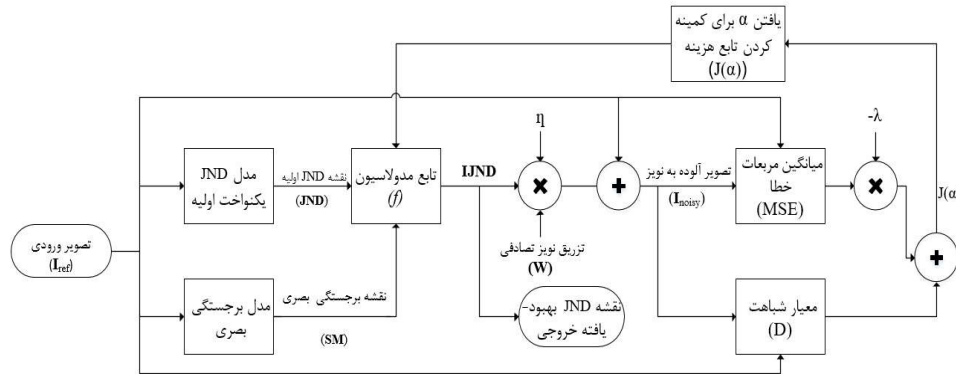 یافتن α برای کمینه
کردن تابع هزینه
(J(α))
η
-λ
مدل JND
یکنواخت اولیه
نقشه JND اولیه
(JND)
تابع مدولاسیون
(f)
IJND
×
+
تصویر آلوده به نویز
(Inoisy)
میانگین مربعات
خطا
(MSE)
×
J(α
تصویر ورودی
(Iref)
تزریق نویز تصادفی
(W)
+
مدل برجستگی
بصری
نقشه برجستگی بصری
(SM)
نقشه JND بهبود-
یافته خروجی
معیار شباهت
(D)